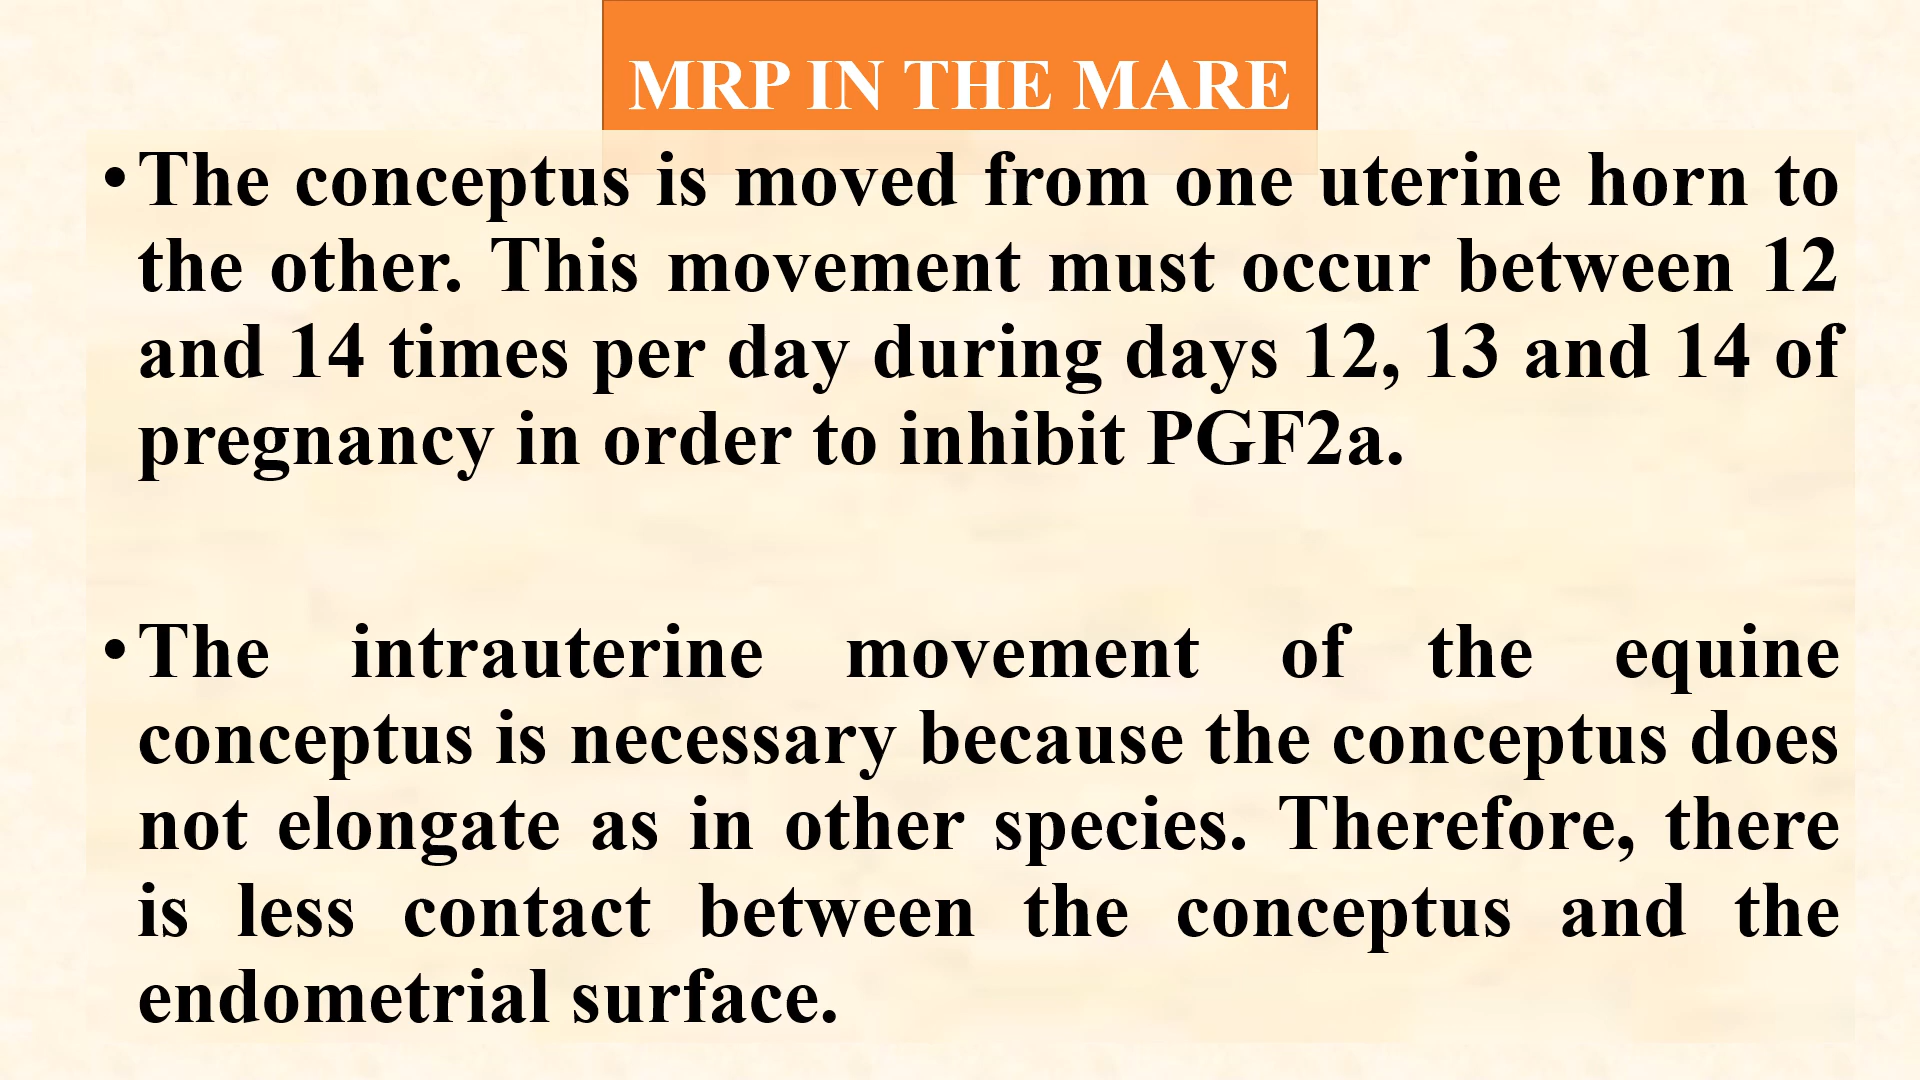 MRP IN THE MARE
• The conceptus is moved from one uterine horn to
the other. This movement must occur between 12
and 14 times per day during days 12, 13 and 14 of
pregnancy in order to inhibit PGF2a.
• The intrauterine movement of the equine
conceptus is necessary because the conceptus does
not elongate as in other species. Therefore, there
is less contact between the conceptus and the
endometrial surface.